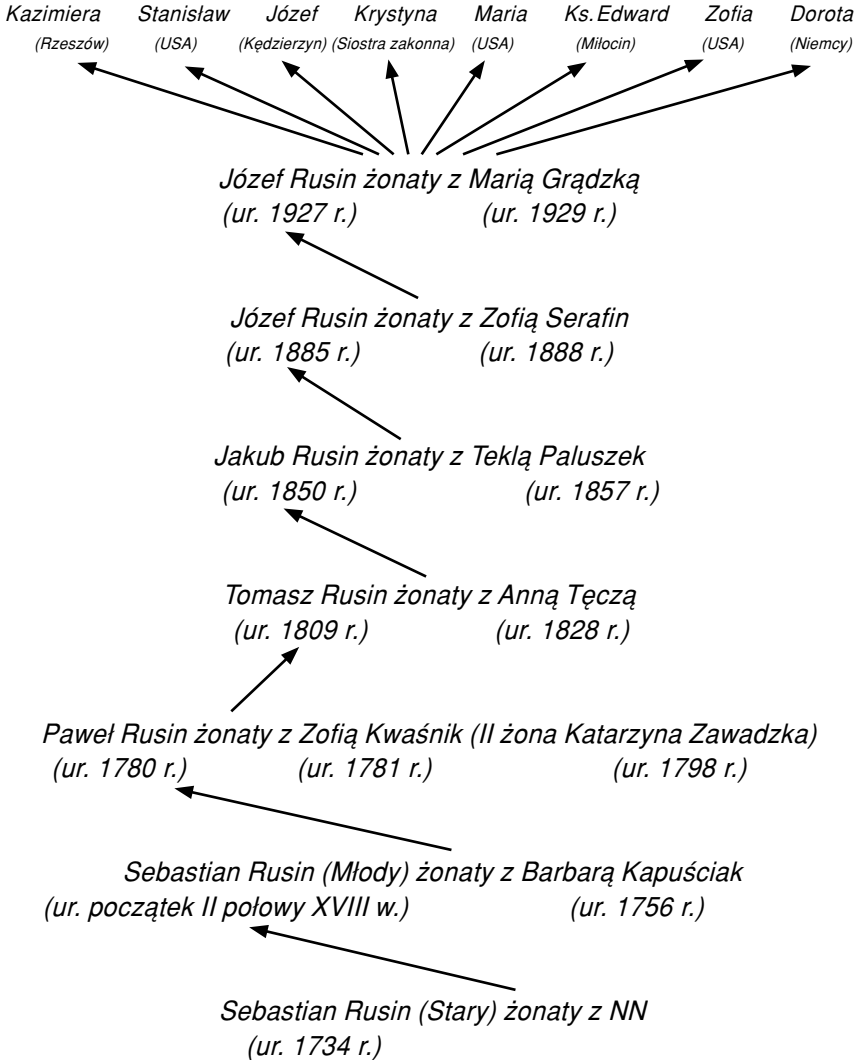 Kazimiera Stanisław Józef Krystyna Maria Ks. Edward Zofia Dorota
(Rzeszów) (USA) (Kędzierzyn) (Siostra zakonna) (USA) (Miłocin) (USA) (Niemcy)
Józef Rusin żonaty z Marią Grądzką
(ur. 1927 r.) (ur. 1929 r.)
Józef Rusin żonaty z Zofią Serafin
(ur. 1885 r.) (ur. 1888 r.)
Jakub Rusin żonaty z Teklą Paluszek
(ur. 1850 r.) (ur. 1857 r.)
Tomasz Rusin żonaty z Anną Tęczą
(ur. 1809 r.) (ur. 1828 r.)
Paweł Rusin żonaty z Zofią Kwaśnik (II żona Katarzyna Zawadzka)
(ur. 1780 r.) (ur. 1781 r.) (ur. 1798 r.)
Sebastian Rusin (Młody) żonaty z Barbarą Kapuściak
(ur. początek II połowy XVIII w.) (ur. 1756 r.)
Sebastian Rusin (Stary) żonaty z NN
(ur. 1734 r.)